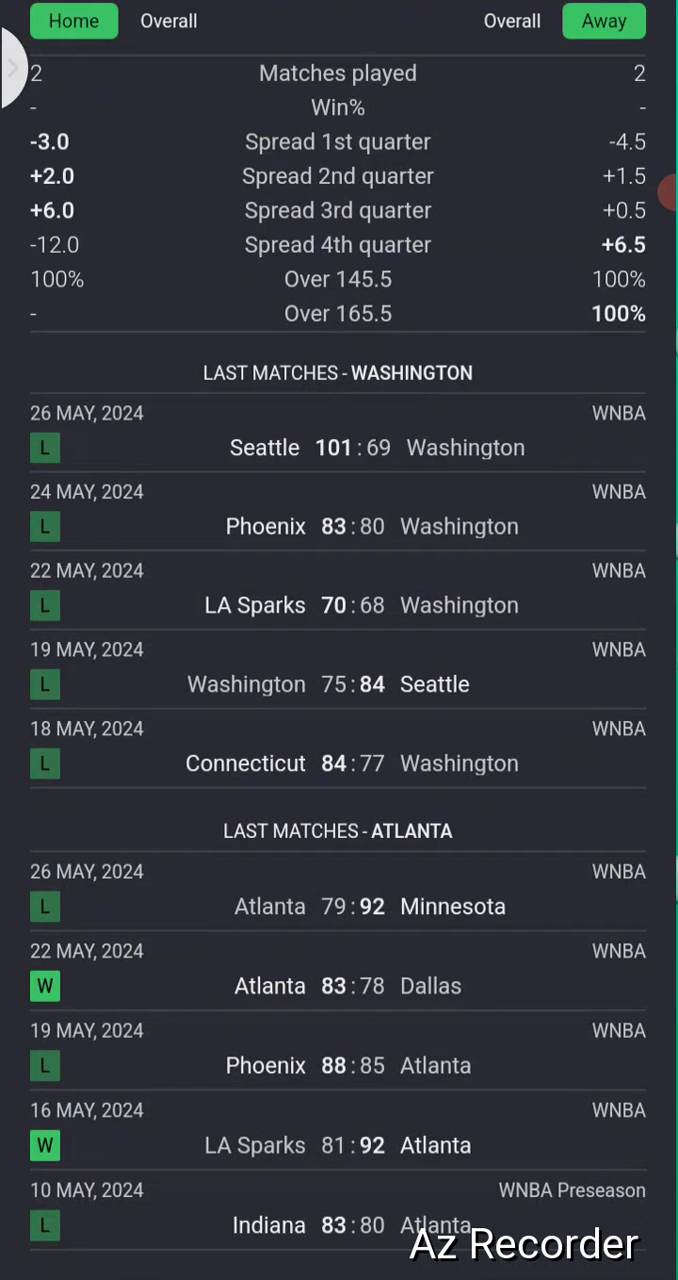 Home Overall Overall Away
2 Matches played 2
- Win% -
-3.0 Spread 1st quarter -4.5
+2.0 Spread 2nd quarter +1.5
+6.0 Spread 3rd quarter +0.5
-12.0 Spread 4th quarter +6.5
100% Over 145.5 100%
- Over 165.5 100%
LAST MATCHES - WASHINGTON
26 MAY, 2024 WNBA
L Seattle 101 : 69 Washington
24 MAY, 2024 WNBA
L Phoenix 83 : 80 Washington
22 MAY, 2024 WNBA
L LA Sparks 70 : 68 Washington
19 MAY, 2024 WNBA
L Washington 75 : 84 Seattle
18 MAY, 2024 WNBA
L Connecticut 84 : 77 Washington
LAST MATCHES - ATLANTA
26 MAY, 2024 WNBA
L Atlanta 79 : 92 Minnesota
22 MAY, 2024 WNBA
W Atlanta 83 : 78 Dallas
19 MAY, 2024 WNBA
L Phoenix 88 : 85 Atlanta
16 MAY, 2024 WNBA
W LA Sparks 81 : 92 Atlanta
10 MAY, 2024 WNBA Preseason
L Indiana 83 : 80 Atlanta
Az Recorder